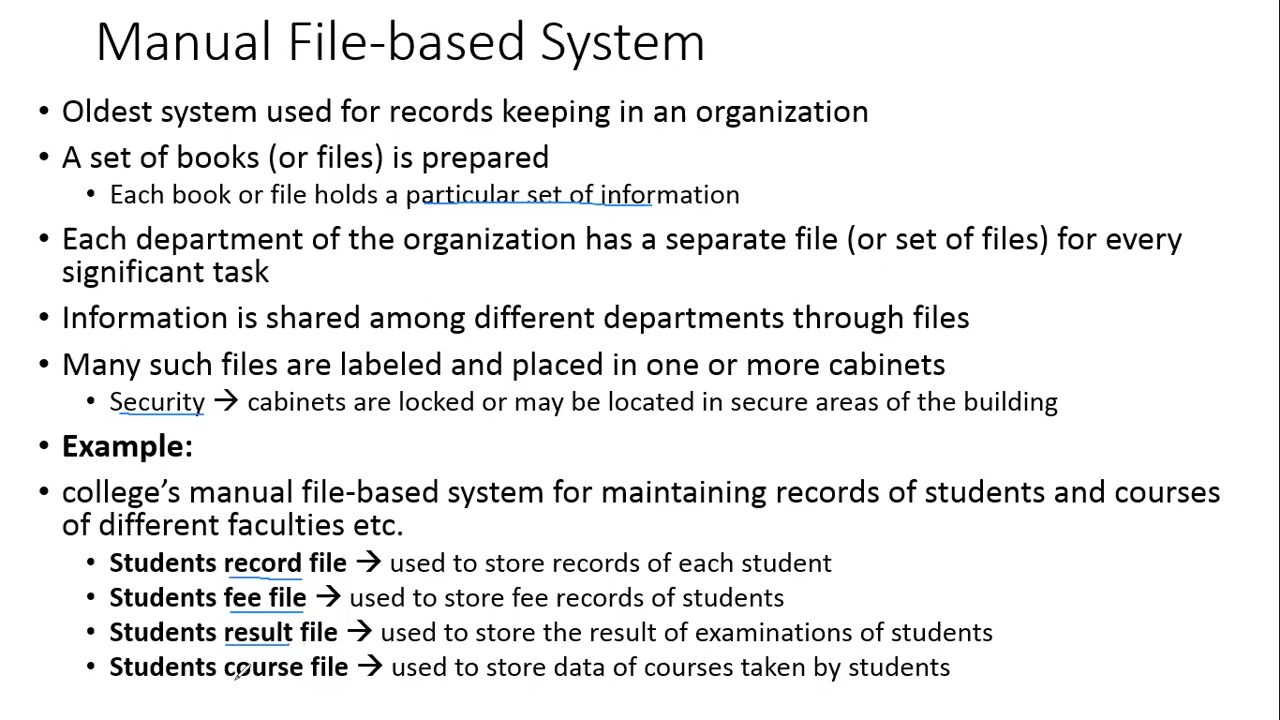 Manual File-based System
• Oldest system used for records keeping in an organization
• A set of books (or files) is prepared
• Each book or file holds a particular set of information
• Each department of the organization has a separate file (or set of files) for every
significant task
• Information is shared among different departments through files
• Many such files are labeled and placed in one or more cabinets
• Security → cabinets are locked or may be located in secure areas of the building
• Example:
• college’s manual file-based system for maintaining records of students and courses
of different faculties etc.
• Students record file → used to store records of each student
• Students fee file → used to store fee records of students
• Students result file → used to store the result of examinations of students
• Students course file → used to store data of courses taken by students